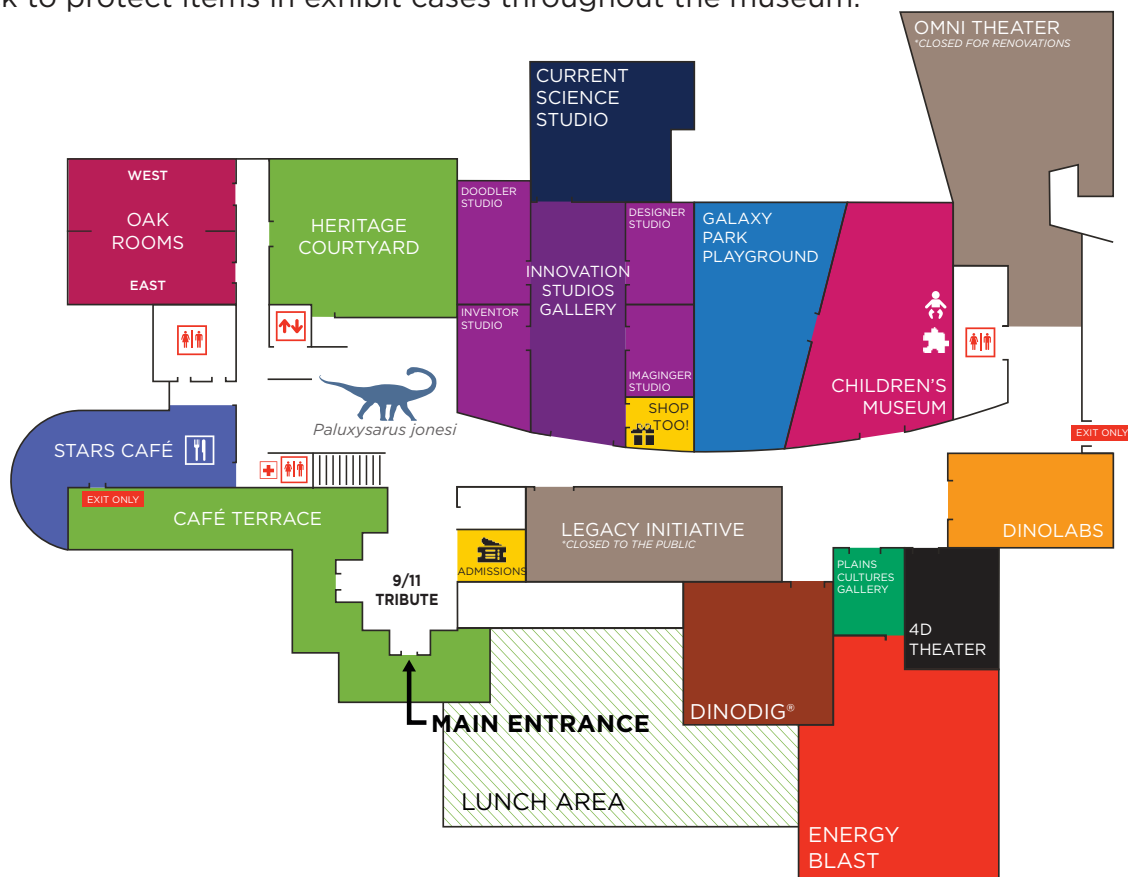 k to protect items in exhibit cases throughout the museum.
OMNI THEATER
*CLOSED FOR RENOVATIONS
CURRENT
SCIENCE
STUDIO
WEST
OAK
ROOMS
EAST
HERITAGE
COURTYARD
DOODLER
STUDIO
INVENTOR
STUDIO
INNOVATION
STUDIOS
GALLERY
DESIGNER
STUDIO
IMAGINGER
STUDIO
SHOP
TOO!
GALAXY
PARK
PLAYGROUND
CHILDREN'S
MUSEUM
Paluxysarus jonesi
STARS CAFÉ
EXIT ONLY
CAFÉ TERRACE
EXIT ONLY
DINOLABS
LEGACY INITIATIVE
*CLOSED TO THE PUBLIC
ADMISSIONS
9/11
TRIBUTE
PLAINS
CULTURES
GALLERY
4D
THEATER
DINODIG®
MAIN ENTRANCE
LUNCH AREA
ENERGY
BLAST